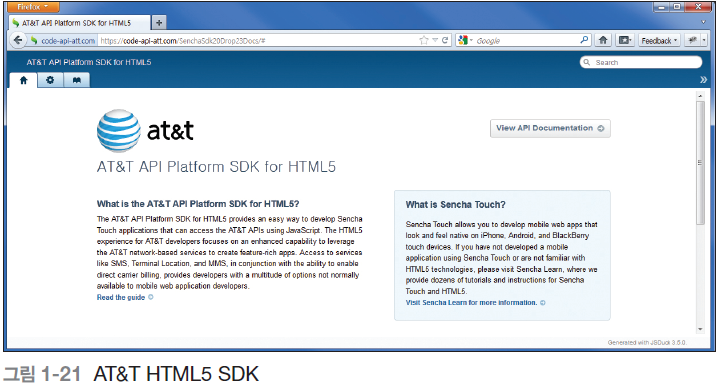 Firefox
AT&T API Platform SDK for HTML5
code-api-att.com https://code-api-att.com/SenchaSdk20Drop23Docs/#
Google
Feedback
AT&T API Platform SDK for HTML5
Search
at&t
View API Documentation
AT&T API Platform SDK for HTML5
What is the AT&T API Platform SDK for HTML5?
The AT&T API Platform SDK for HTML5 provides an easy way to develop Sencha
Touch applications that can access the AT&T APIs using JavaScript. The HTML5
experience for AT&T developers focuses on an enhanced capability to leverage
the AT&T network-based services to create feature-rich apps. Access to services
like SMS, Terminal Location, and MMS, in conjunction with the ability to enable
direct carrier billing, provides developers with a multitude of options not normally
available to mobile web application developers.
Read the guide
What is Sencha Touch?
Sencha Touch allows you to develop mobile web apps that
look and feel native on iPhone, Android, and BlackBerry
touch devices. If you have not developed a mobile
application using Sencha Touch or are not familiar with
HTML5 technologies, please visit Sencha Learn, where we
provide dozens of tutorials and instructions for Sencha
Touch and HTML5.
Visit Sencha Learn for more information.
Generated with JSDuck 3.6.0.
그림 1-21 AT&T HTML5 SDK